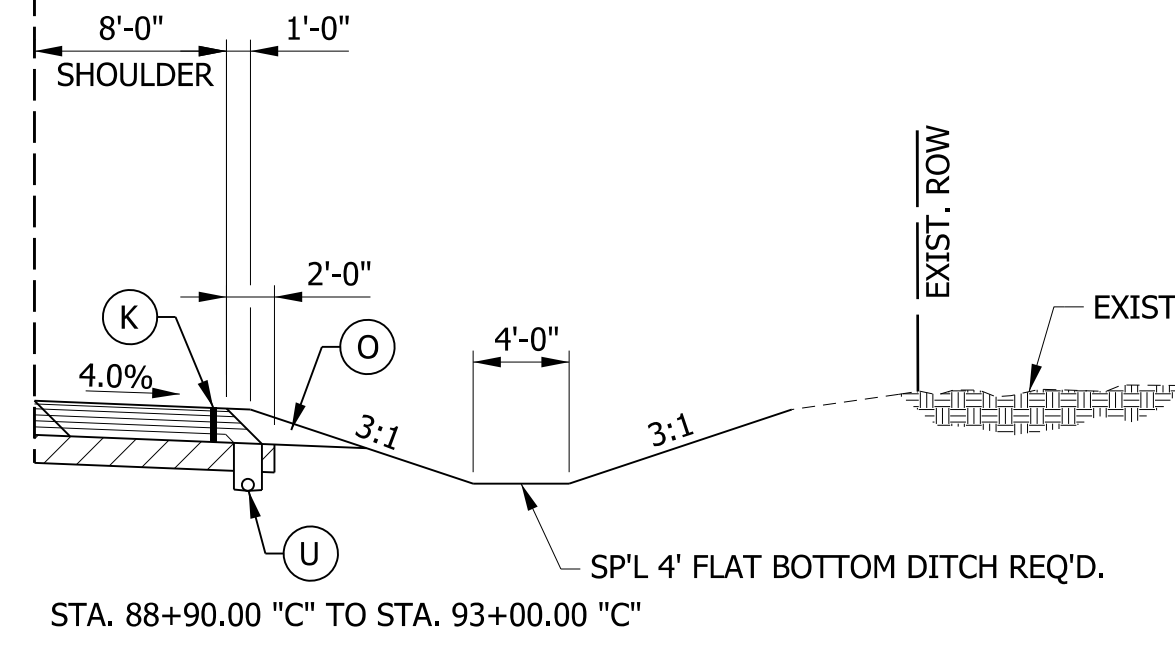 8'-0"
1'-0"
SHOULDER
EXIST. ROW
2'-0"
K
O
4'-0"
EXIST
4.0%
3:1
3:1
U
SP'L 4' FLAT BOTTOM DITCH REQ'D.
STA. 88+90.00 "C" TO STA. 93+00.00 "C"